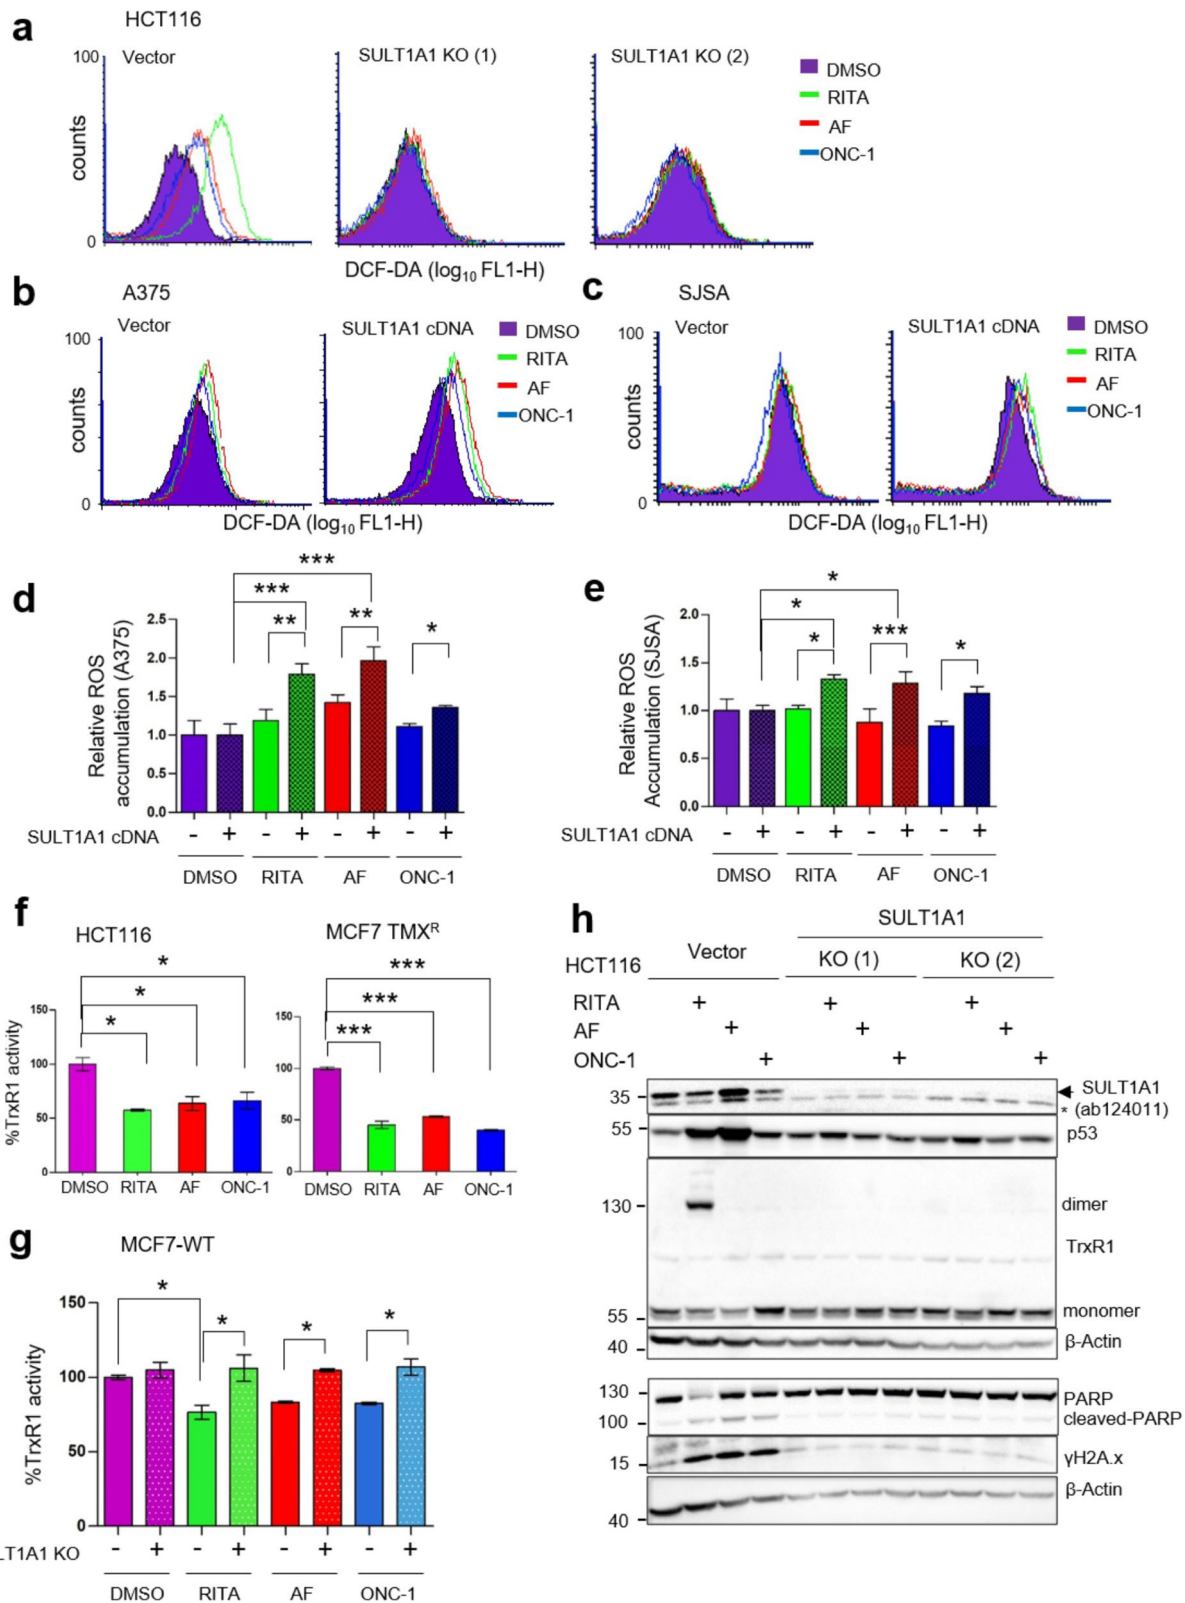 a
HCT116
Vector
SULT1A1 KO (1)
SULT1A1 KO (2)
DMSO
RITA
AF
ONC-1
100
counts
0
DCF-DA (log10 FL1-H)
b
A375
Vector
SULT1A1 cDNA
DMSO
RITA
AF
ONC-1
100
counts
0
DCF-DA (log10 FL1-H)
c
SJSA
Vector
SULT1A1 cDNA
DMSO
RITA
AF
ONC-1
100
counts
0
DCF-DA (log10 FL1-H)
d
Relative ROS
accumulation (A375)
2.5
2.0
1.5
1.0
0.5
0.0
***
***
** ** *
SULT1A1 cDNA - + - + - + - +
DMSO RITA AF ONC-1
e
Relative ROS
Accumulation (SJSA)
2.0
1.5
1.0
0.5
0.0
*
*
* *** *
SULT1A1 cDNA - + - + - + - +
DMSO RITA AF ONC-1
f
HCT116
%TrxR1 activity
150
100
50
0
*
*
*
DMSO RITA AF ONC-1
MCF7 TMXR
150
100
50
0
***
***
***
DMSO RITA AF ONC-1
g
MCF7-WT
%TrxR1 activity
150
100
50
0
* * * *
LT1A1 KO - + - + - + - +
DMSO RITA AF ONC-1
h
SULT1A1
HCT116 Vector KO (1) KO (2)
RITA + + +
AF + + +
ONC-1 + + +
35 SULT1A1
* (ab124011)
55 p53
130 dimer
TrxR1
55 monomer
40 β-Actin
130 PARP
100 cleaved-PARP
15 γH2A.x
β-Actin
40